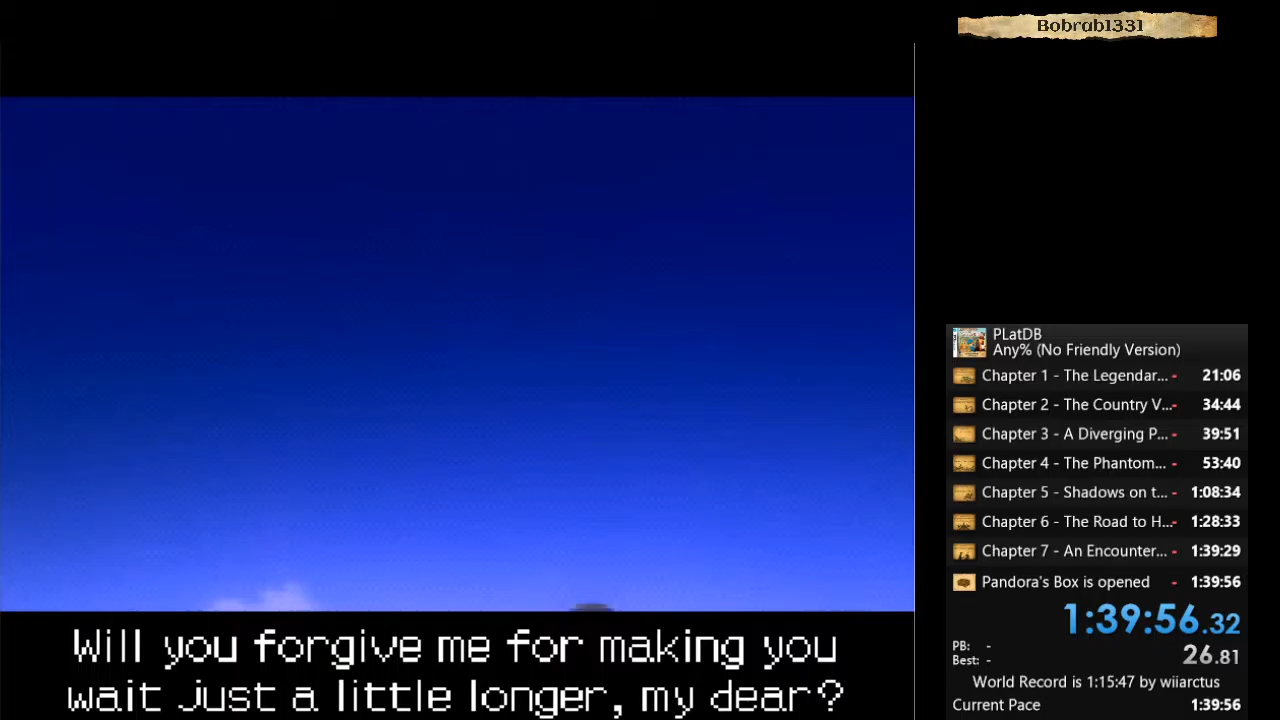 Bobrab1331
PLatDB
Any% (No Friendly Version)
Chapter 1 - The Legendar... - 21:06
Chapter 2 - The Country V...- 34:44
Chapter 3 - A Diverging P... - 39:51
Chapter 4 - The Phantom... - 53:40
Chapter 5 - Shadows on t... - 1:08:34
Chapter 6 - The Road to H...- 1:28:33
Chapter 7 - An Encounter... - 1:39:29
Pandora's Box is opened - 1:39:56
1:39:56.32
PB: -
Best: -
26.81
World Record is 1:15:47 by wiiarctus
Current Pace 1:39:56
Will you forgive me for making you
wait just a little longer, my dear?